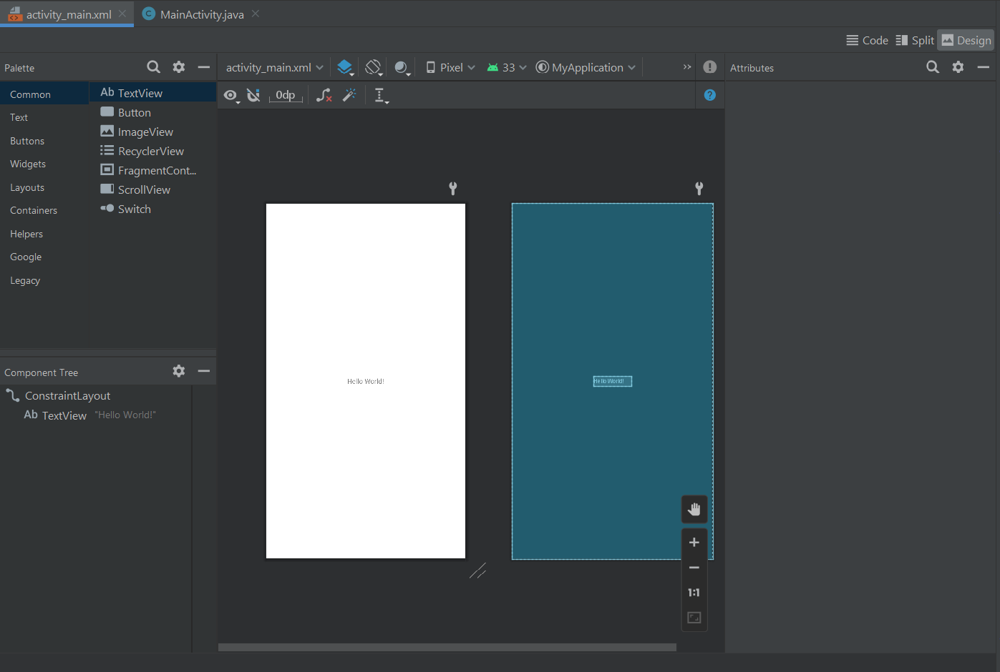 activity_main.xml
MainActivity.java
Code
Split
Design
Palette
activity_main.xml
Pixel
33
MyApplication
Attributes
Common
Text
Buttons
Widgets
Layouts
Containers
Helpers
Google
Legacy
Ab TextView
Button
ImageView
RecyclerView
FragmentCont...
ScrollView
Switch
0dp
Hello World!
Hello World!
1:1
Component Tree
ConstraintLayout
Ab TextView "Hello World!"